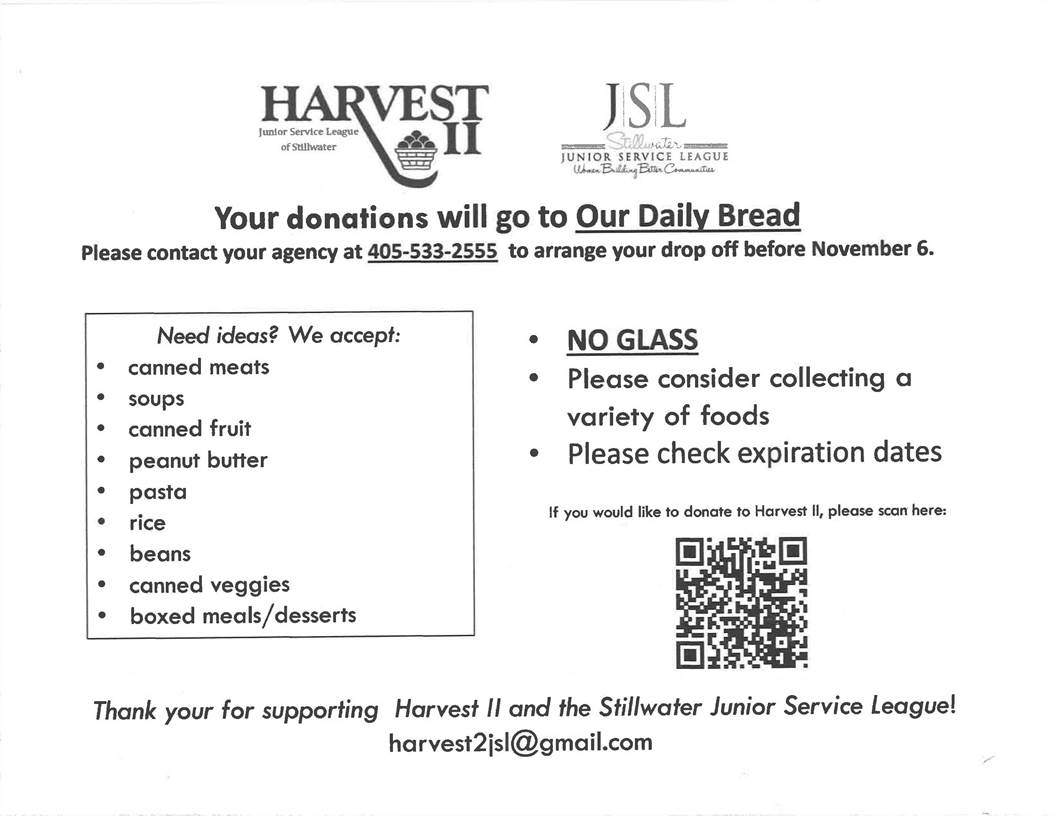 HARVEST
II
Junior Service League
of Stillwater
JSL
Stillwater
JUNIOR SERVICE LEAGUE
Women Building Better Communities
Your donations will go to Our Daily Bread
Please contact your agency at 405-533-2555 to arrange your drop off before November 6.
Need ideas? We accept:
• canned meats
• soups
• canned fruit
• peanut butter
• pasta
• rice
• beans
• canned veggies
• boxed meals/desserts
• NO GLASS
• Please consider collecting a
variety of foods
• Please check expiration dates
If you would like to donate to Harvest II, please scan here:
Thank your for supporting Harvest II and the Stillwater Junior Service League!
harvest2jsl@gmail.com